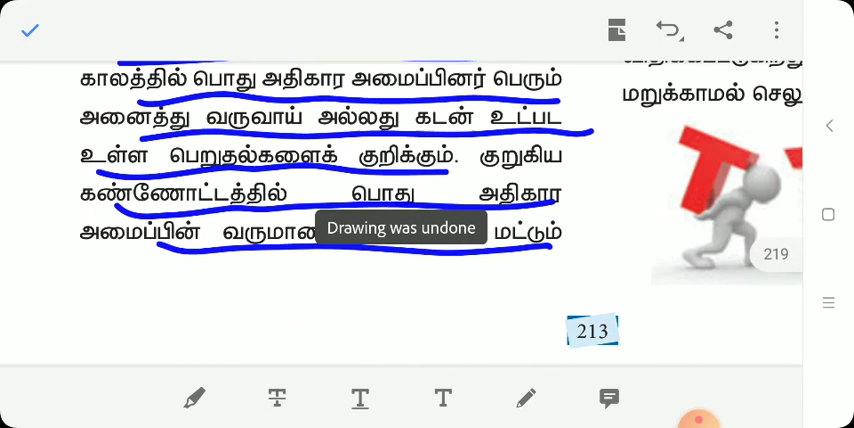 காலத்தில் பொது அதிகார அமைப்பினர் பெரும்
மறுக்காமல் செலு
அனைத்து வருவாய் அல்லது கடன் உட்பட
உள்ள பெறுதல்களைக் குறிக்கும். குறுகிய
கண்ணோட்டத்தில் பொது அதிகார
அமைப்பின் மட்டும்
Drawing was undone
T
219
213